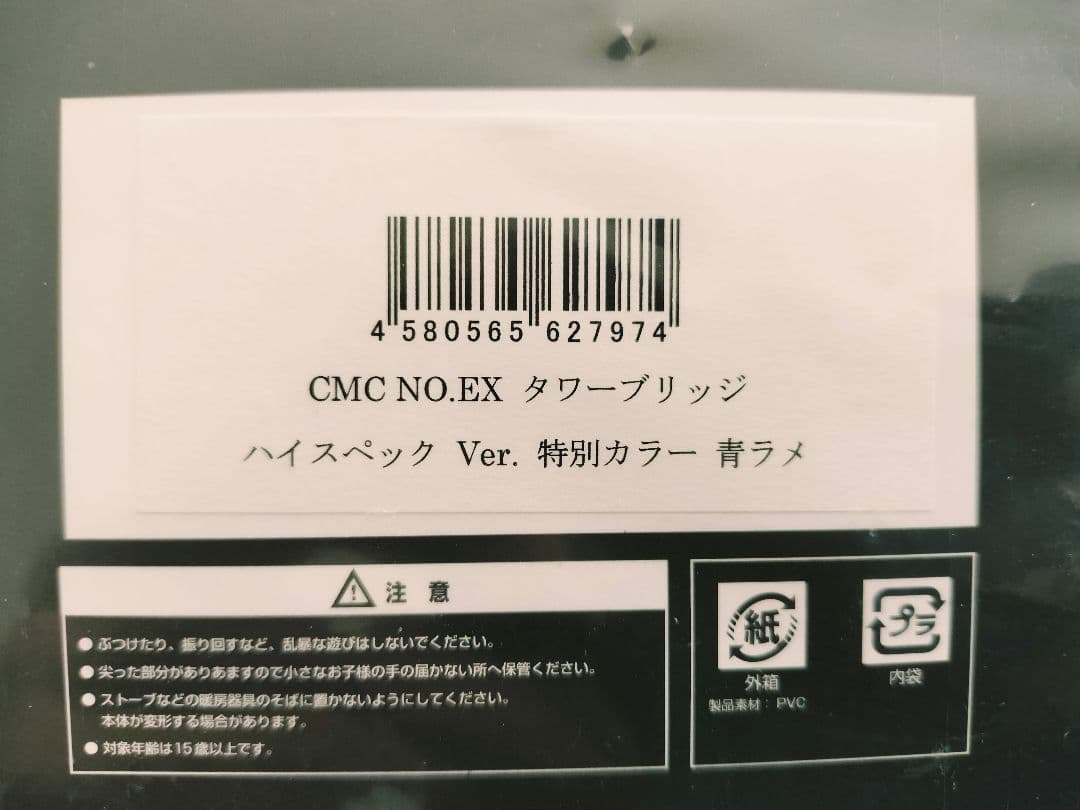 4 580565 627974
CMC NO.EX タワーブリッジ
ハイスペック Ver. 特別カラー 青ラメ
注 意
●ぶつけたり、振り回すなど、乱暴な遊びはしないでください。
●尖った部分がありあますので小さなお子様の手の届かない所へ保管ください。
●ストーブなどの暖房器具のそばに置かないようにしてください。
本体が変形する場合があります。
●対象年齢は15歳以上です。
紙
プラ
外箱
内袋
製品素材：PVC